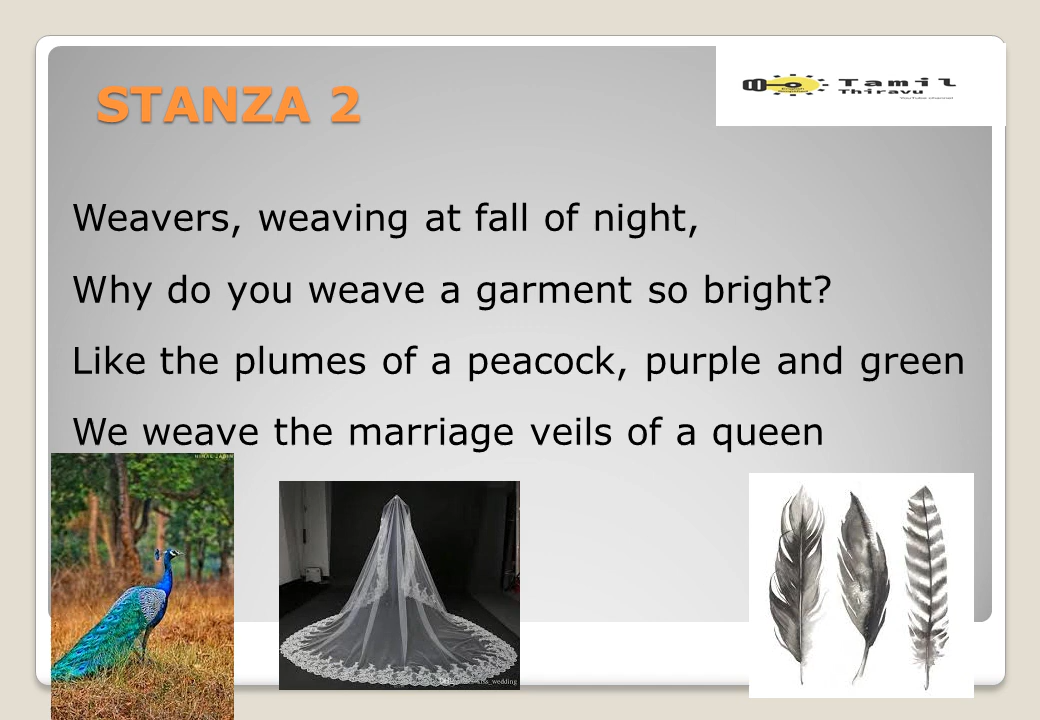 STANZA 2
Tamil
Thiravu
Weavers, weaving at fall of night,
Why do you weave a garment so bright?
Like the plumes of a peacock, purple and green
We weave the marriage veils of a queen